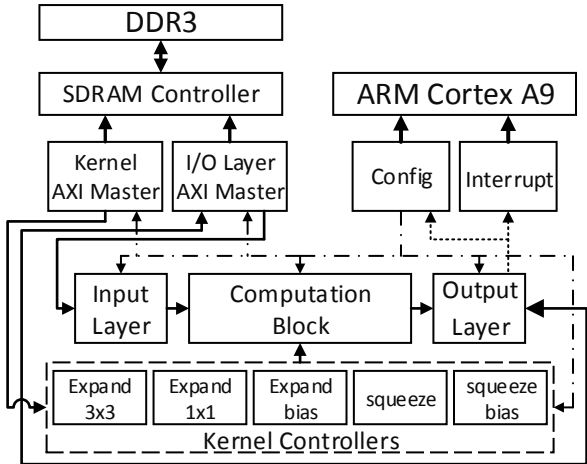 DDR3
SDRAM Controller
ARM Cortex A9
Kernel
AXI Master
I/O Layer
AXI Master
Config
Interrupt
Input
Layer
Computation
Block
Output
Layer
Expand
3x3
Expand
1x1
Expand
bias
squeeze
squeeze
bias
Kernel Controllers